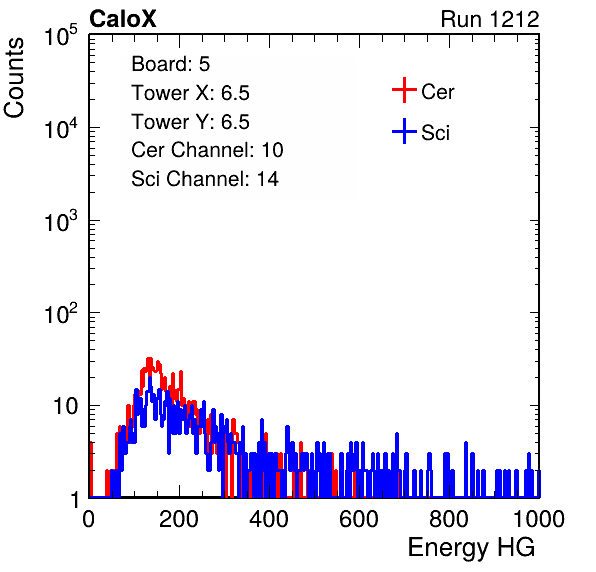 CaloX Run 1212
Counts
Board: 5
Tower X: 6.5
Tower Y: 6.5
Cer Channel: 10
Sci Channel: 14
Cer
Sci
10^5
10^4
10^3
10^2
10
1
0 200 400 600 800 1000
Energy HG